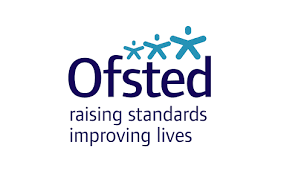 Ofsted
raising standards
improving lives